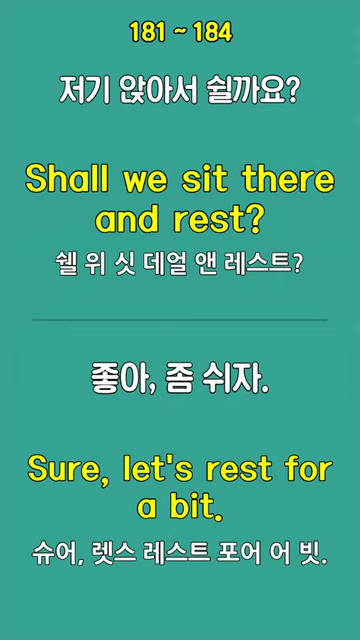 181 ~ 184
저기 앉아서 쉴까요?
Shall we sit there
and rest?
쉘 위 싯 데얼 앤 레스트?
좋아, 좀 쉬자.
Sure, let's rest for
a bit.
슈어, 렛스 레스트 포어 어 빗.